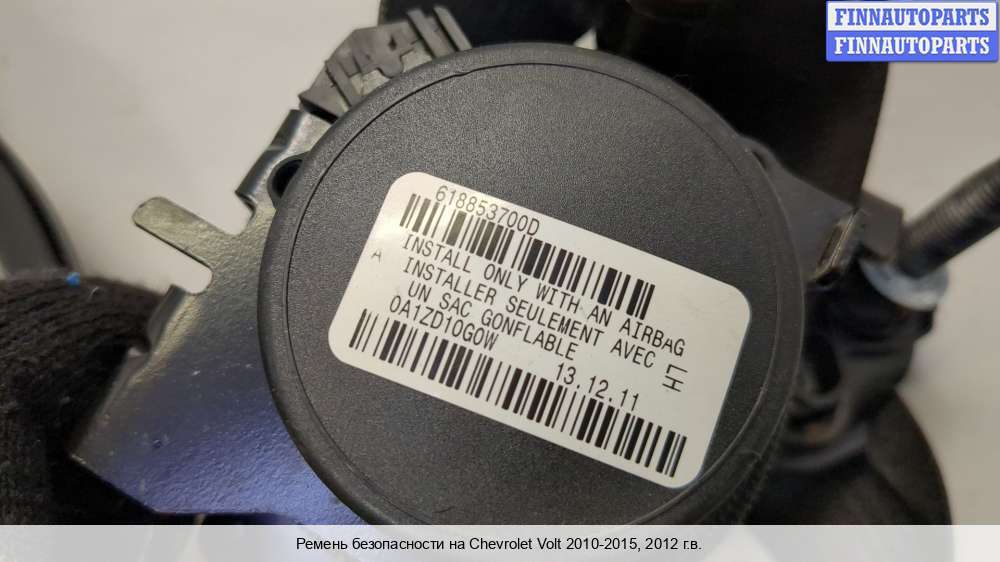 FINNAUTOPARTS
FINNAUTOPARTS
618853700D
INSTALL ONLY WITH AN AIRBAG
A INSTALLER SEULEMENT AVEC
UN SAC GONFLABLE
0A1ZD10G0W
13.12.11
LH
Ремень безопасности на Chevrolet Volt 2010-2015, 2012 г.в.